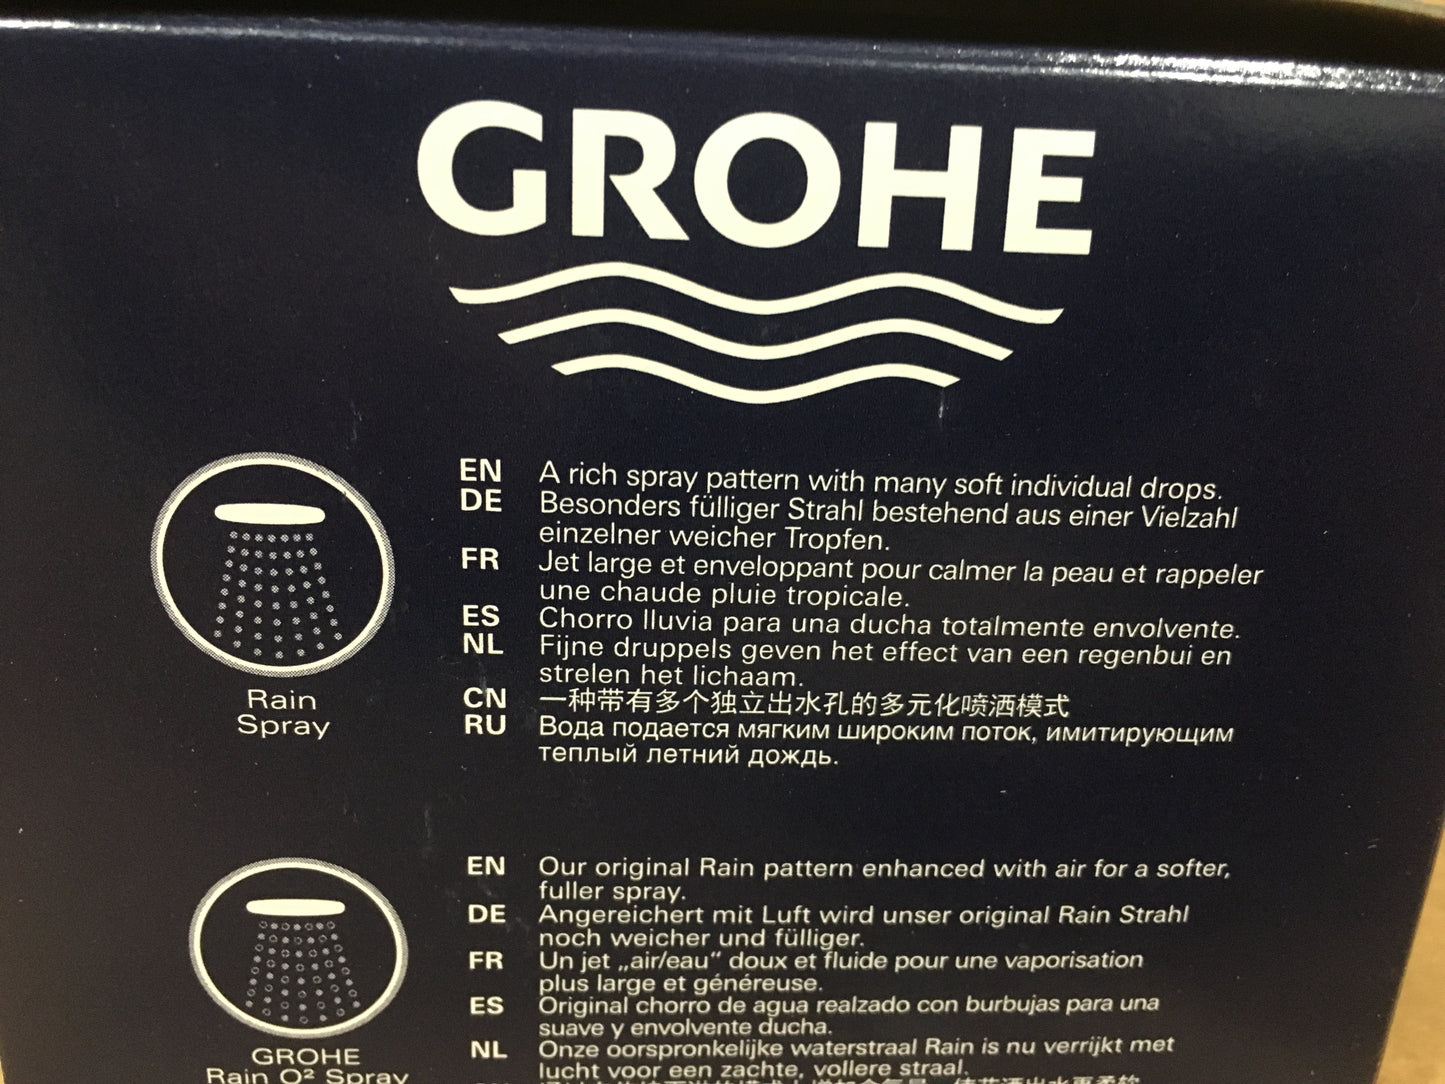 GROHE
EN A rich spray pattern with many soft individual drops.
DE Besonders fülliger Strahl bestehend aus einer Vielzahl
einzelner weicher Tropfen.
FR Jet large et enveloppant pour calmer la peau et rappeler
une chaude pluie tropicale.
ES Chorro lluvia para una ducha totalmente envolvente.
NL Fijne druppels geven het effect van een regenbui en
strelen het lichaam.
CN 一种带有多个独立出水孔的多元化喷洒模式
RU Вода подается мягким широким поток, имитирующим
теплый летний дождь.
Rain
Spray
EN Our original Rain pattern enhanced with air for a softer,
fuller spray.
DE Angereichert mit Luft wird unser original Rain Strahl
noch weicher und fülliger.
FR Un jet „air/eau“ doux et fluide pour une vaporisation
plus large et généreuse.
ES Original chorro de agua realzado con burbujas para una
suave y envolvente ducha.
NL Onze oorspronkelijke waterstraal Rain is nu verrijkt met
lucht voor een zachte, vollere straal.
GROHE
Rain O² Spray